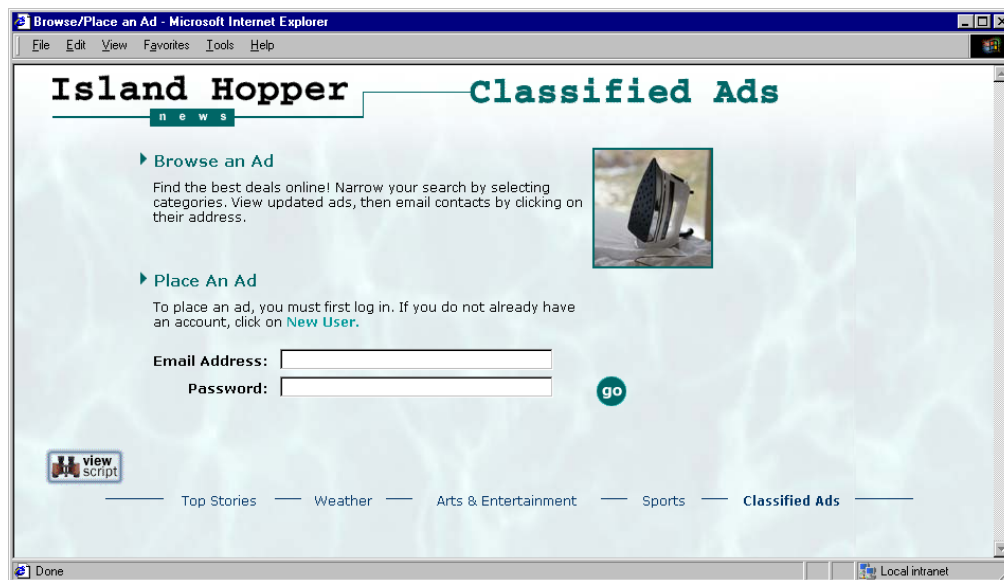 Browse/Place an Ad - Microsoft Internet Explorer
File Edit View Favorites Tools Help
Island Hopper
news
Classified Ads
Browse an Ad
Find the best deals online! Narrow your search by selecting
categories. View updated ads, then email contacts by clicking on
their address.
Place An Ad
To place an ad, you must first log in. If you do not already have
an account, click on New User.
Email Address:
Password:
go
view
script
Top Stories Weather Arts & Entertainment Sports Classified Ads
Done
Local intranet